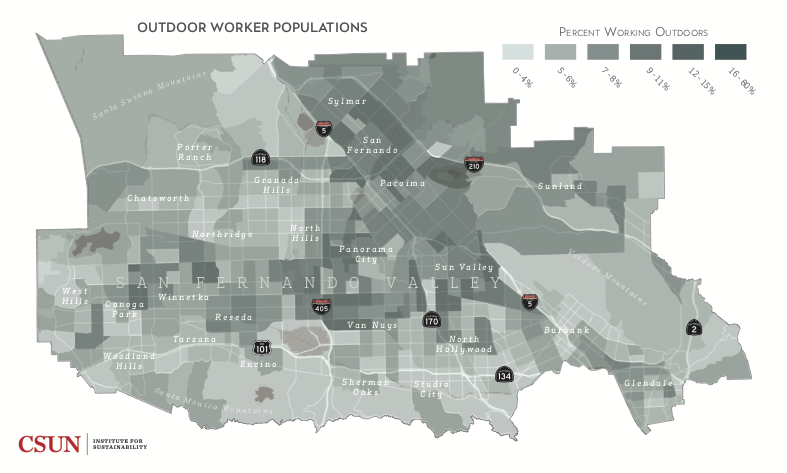 OUTDOOR WORKER POPULATIONS
PERCENT WORKING OUTDOORS
0-4%
5-6%
7-8%
9-11%
12-15%
16-80%
Santa Susana Mountains
Sylmar
5
San
Fernando
Porter
Ranch
118
210
Granada
Hills
Pacoima
Sunland
Chatsworth
Northridge
North
Hills
Panorama
City
Sun Valley
Verdugo Mountains
SAN FERNANDO VALLEY
West
Hills
Canoga
Park
Winnetka
Reseda
405
Van Nuys
170
5
Burbank
2
Tarzana
101
North
Hollywood
Woodland
Hills
Encino
134
Sherman
Oaks
Studio
City
Glendale
Santa Monica Mountains
CSUN
INSTITUTE FOR
SUSTAINABILITY